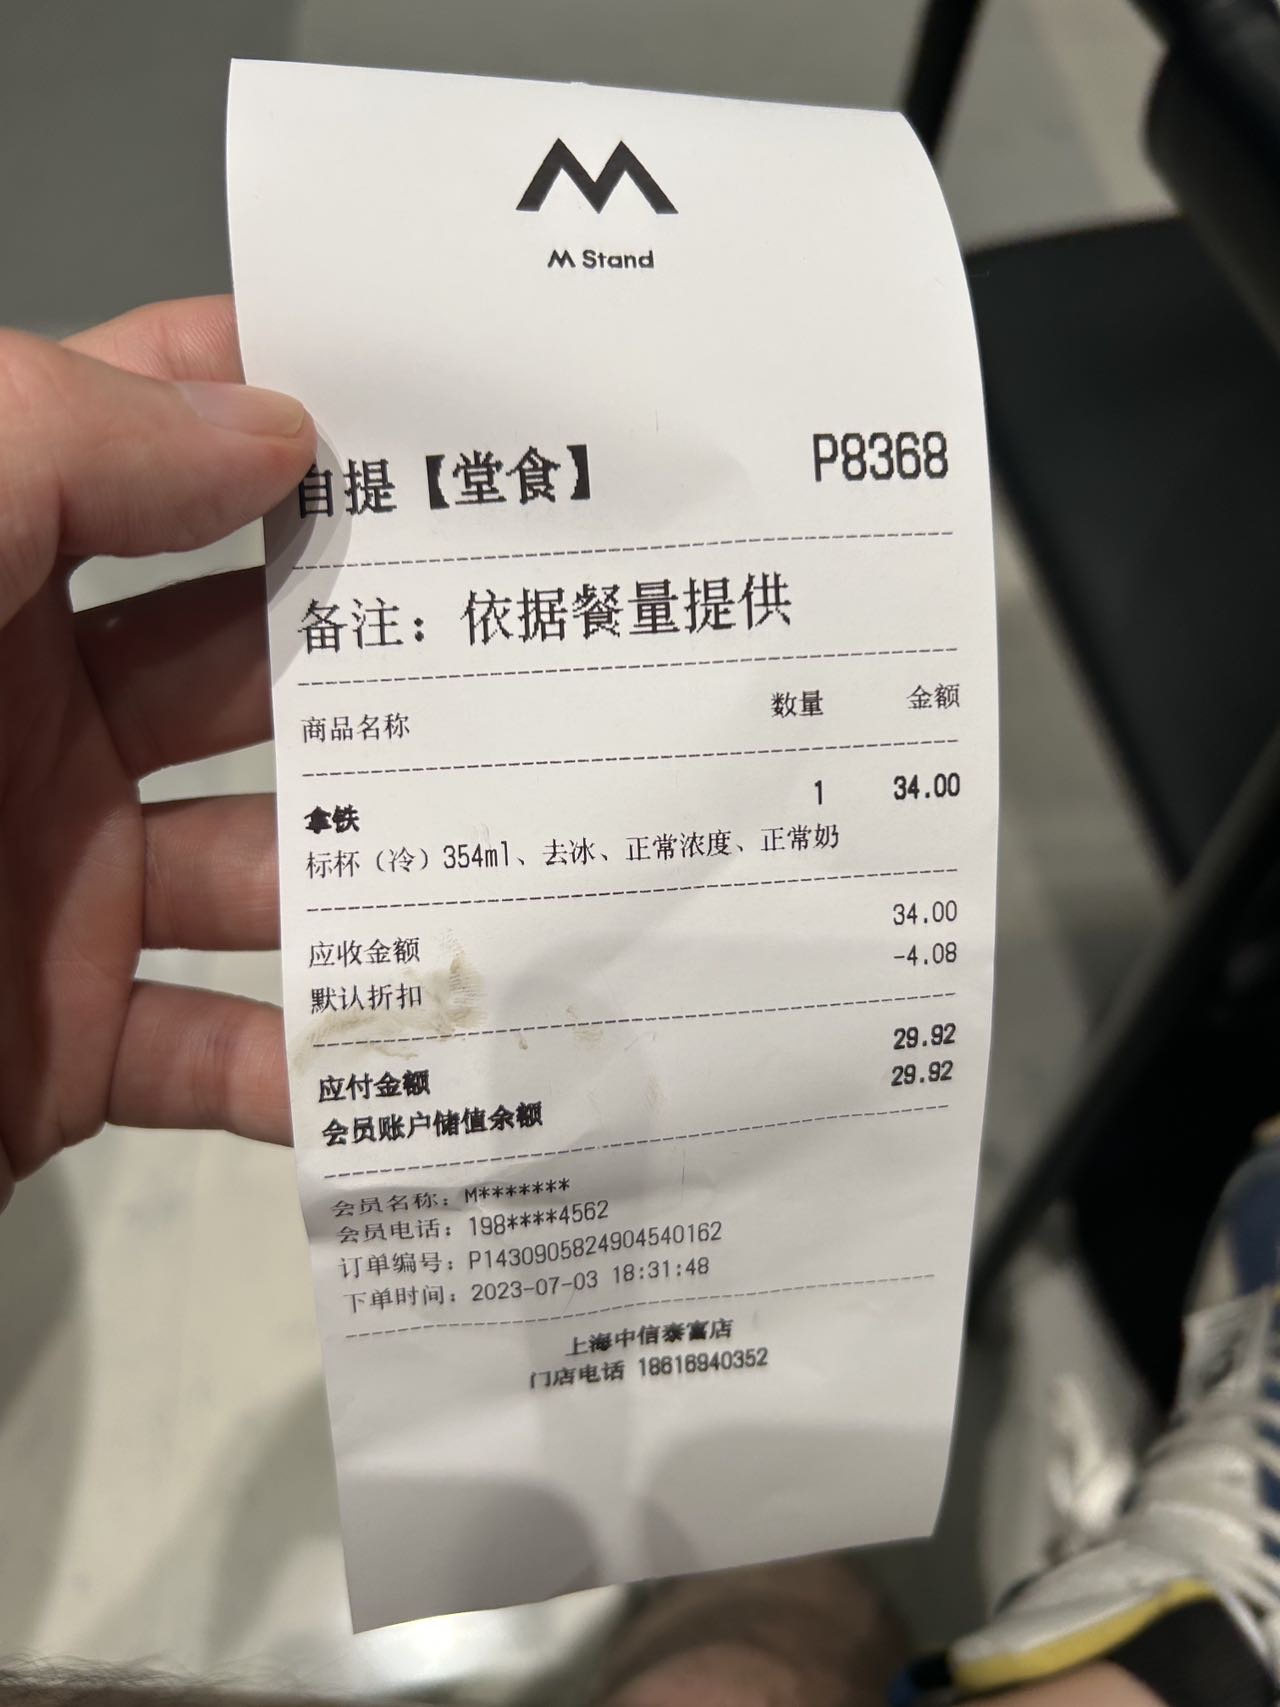 M Stand
自提【堂食】 P8368
备注：依据餐量提供
商品名称 数量 金额
拿铁 1 34.00
标杯（冷）354ml、去冰、正常浓度、正常奶
应收金额 34.00
默认折扣 -4.08
应付金额 29.92
会员账户储值余额 29.92
会员名称：M*******
会员电话：198****4562
订单编号：P1430905824904540162
下单时间：2023-07-03 18:31:48
上海中信泰富店
门店电话 18616940352